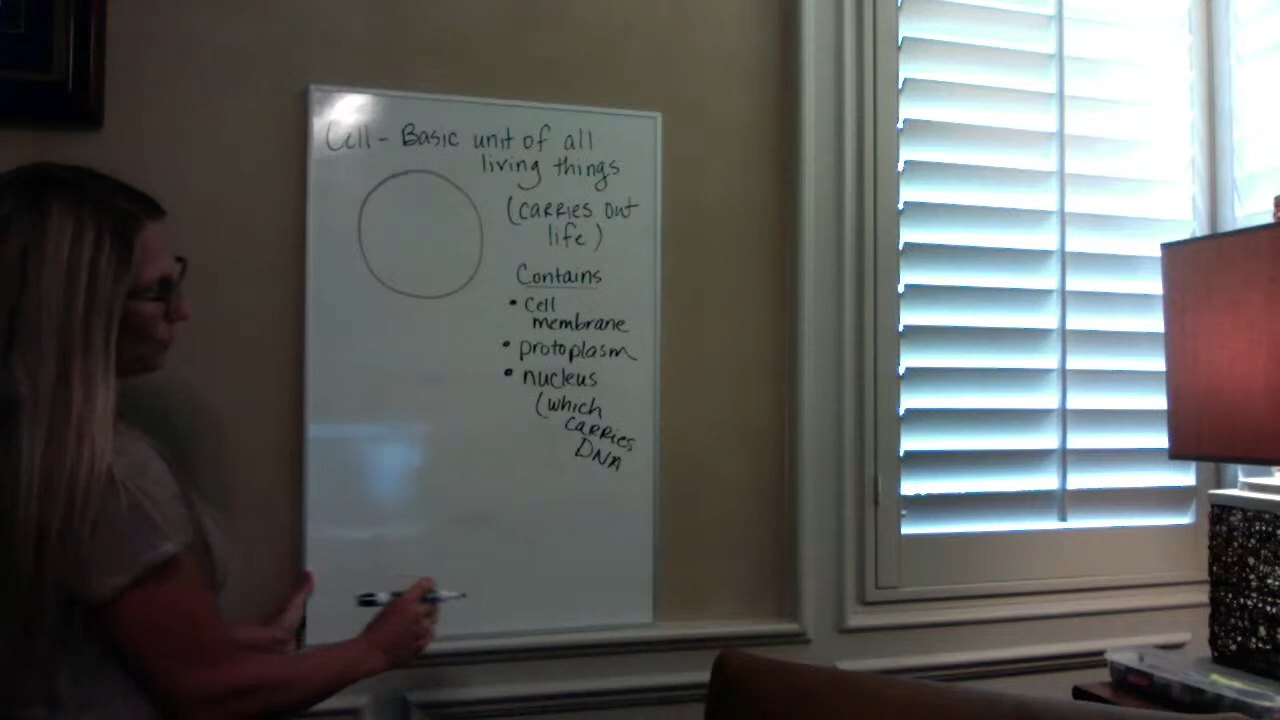 Cell - Basic unit of all
living things
(carries out
life)
Contains
• Cell
membrane
• protoplasm
• nucleus
(which
carries
DNA